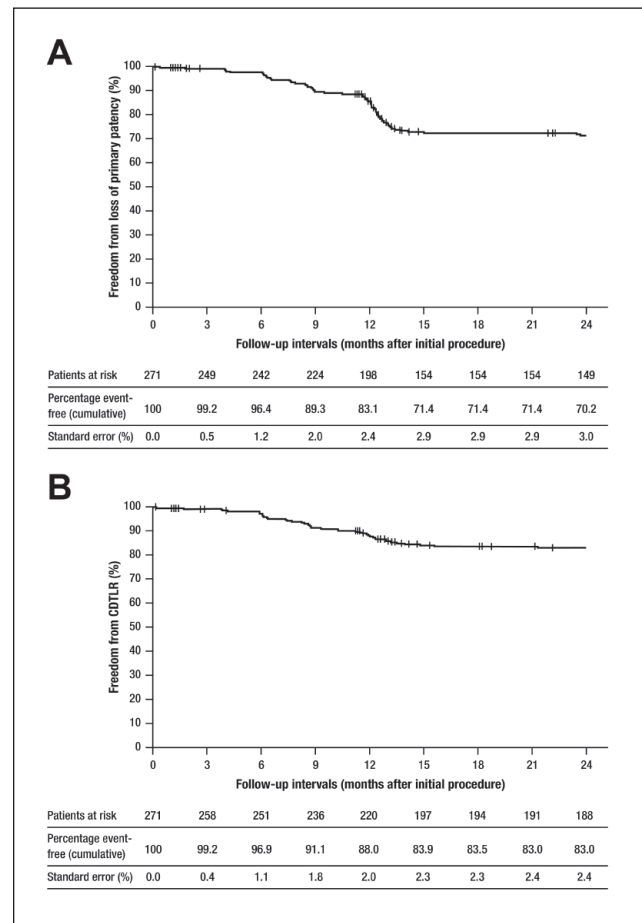 A
Freedom from loss of primary patency (%)
100
90
80
70
60
50
40
30
20
10
0
0 3 6 9 12 15 18 21 24
Follow-up intervals (months after initial procedure)
Patients at risk 271 249 242 224 198 154 154 154 149
Percentage event-
free (cumulative) 100 99.2 96.4 89.3 83.1 71.4 71.4 71.4 70.2
Standard error (%) 0.0 0.5 1.2 2.0 2.4 2.9 2.9 2.9 3.0
B
Freedom from CDTLR (%)
100
90
80
70
60
50
40
30
20
10
0
0 3 6 9 12 15 18 21 24
Follow-up intervals (months after initial procedure)
Patients at risk 271 258 251 236 220 197 194 191 188
Percentage event-
free (cumulative) 100 99.2 96.9 91.1 88.0 83.9 83.5 83.0 83.0
Standard error (%) 0.0 0.4 1.1 1.8 2.0 2.3 2.3 2.4 2.4